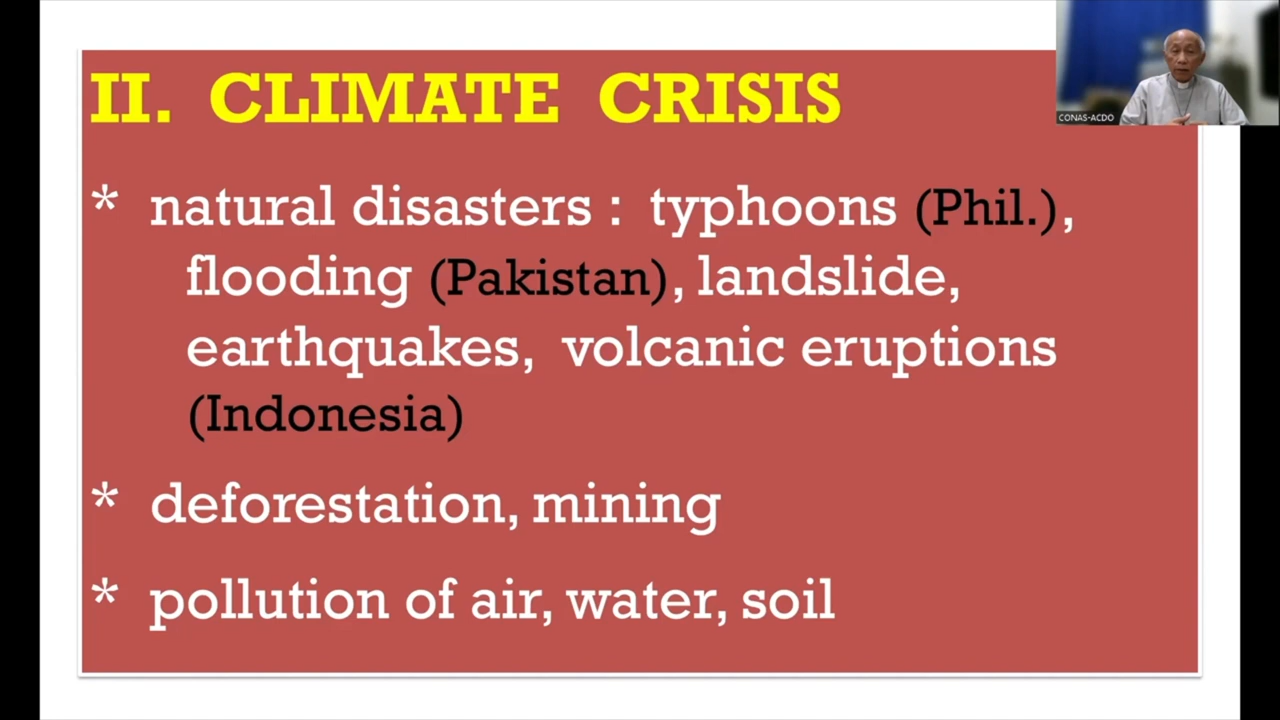 II. CLIMATE CRISIS
CONAS-ACDO
* natural disasters : typhoons (Phil.),
flooding (Pakistan), landslide,
earthquakes, volcanic eruptions
(Indonesia)
* deforestation, mining
* pollution of air, water, soil